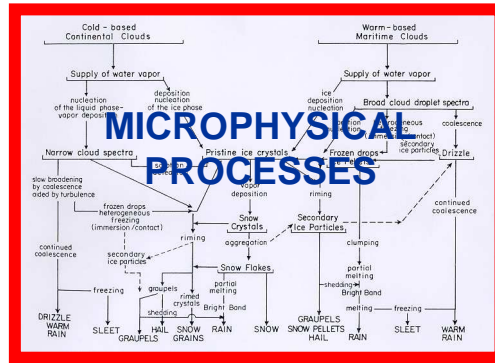 Cold - based
Continental Clouds
Warm - based
Maritime Clouds
Supply of water vapor
Supply of water vapor
nucleation
of the liquid phase-
vapor deposition
deposition
nucleation
of the ice phase
ice
deposition
nucleation
Broad cloud droplet spectra
coalescence
MICROPHYSICAL
PROCESSES
Narrow cloud spectra
Pristine ice crystals
Frozen drops
secondary
ice particles
Drizzle
slow broadening
by coalescence
aided by turbulence
vapor
deposition
riming
frozen drops
heterogeneous
freezing
(immersion / contact)
Snow
Crystals
Secondary
Ice Particles
continued
coalescence
riming
aggregation
clumping
continued
coalescence
secondary
ice particles
Snow Flakes
partial
melting
freezing
graupels
rimed
crystals
partial
melting
shedding
Bright Band
shedding
Bright Band
melting
freezing
DRIZZLE
WARM
RAIN
SLEET
GRAUPELS
HAIL
SNOW
GRAINS
RAIN
SNOW
GRAUPELS
SNOW PELLETS
HAIL
RAIN
SLEET
WARM
RAIN